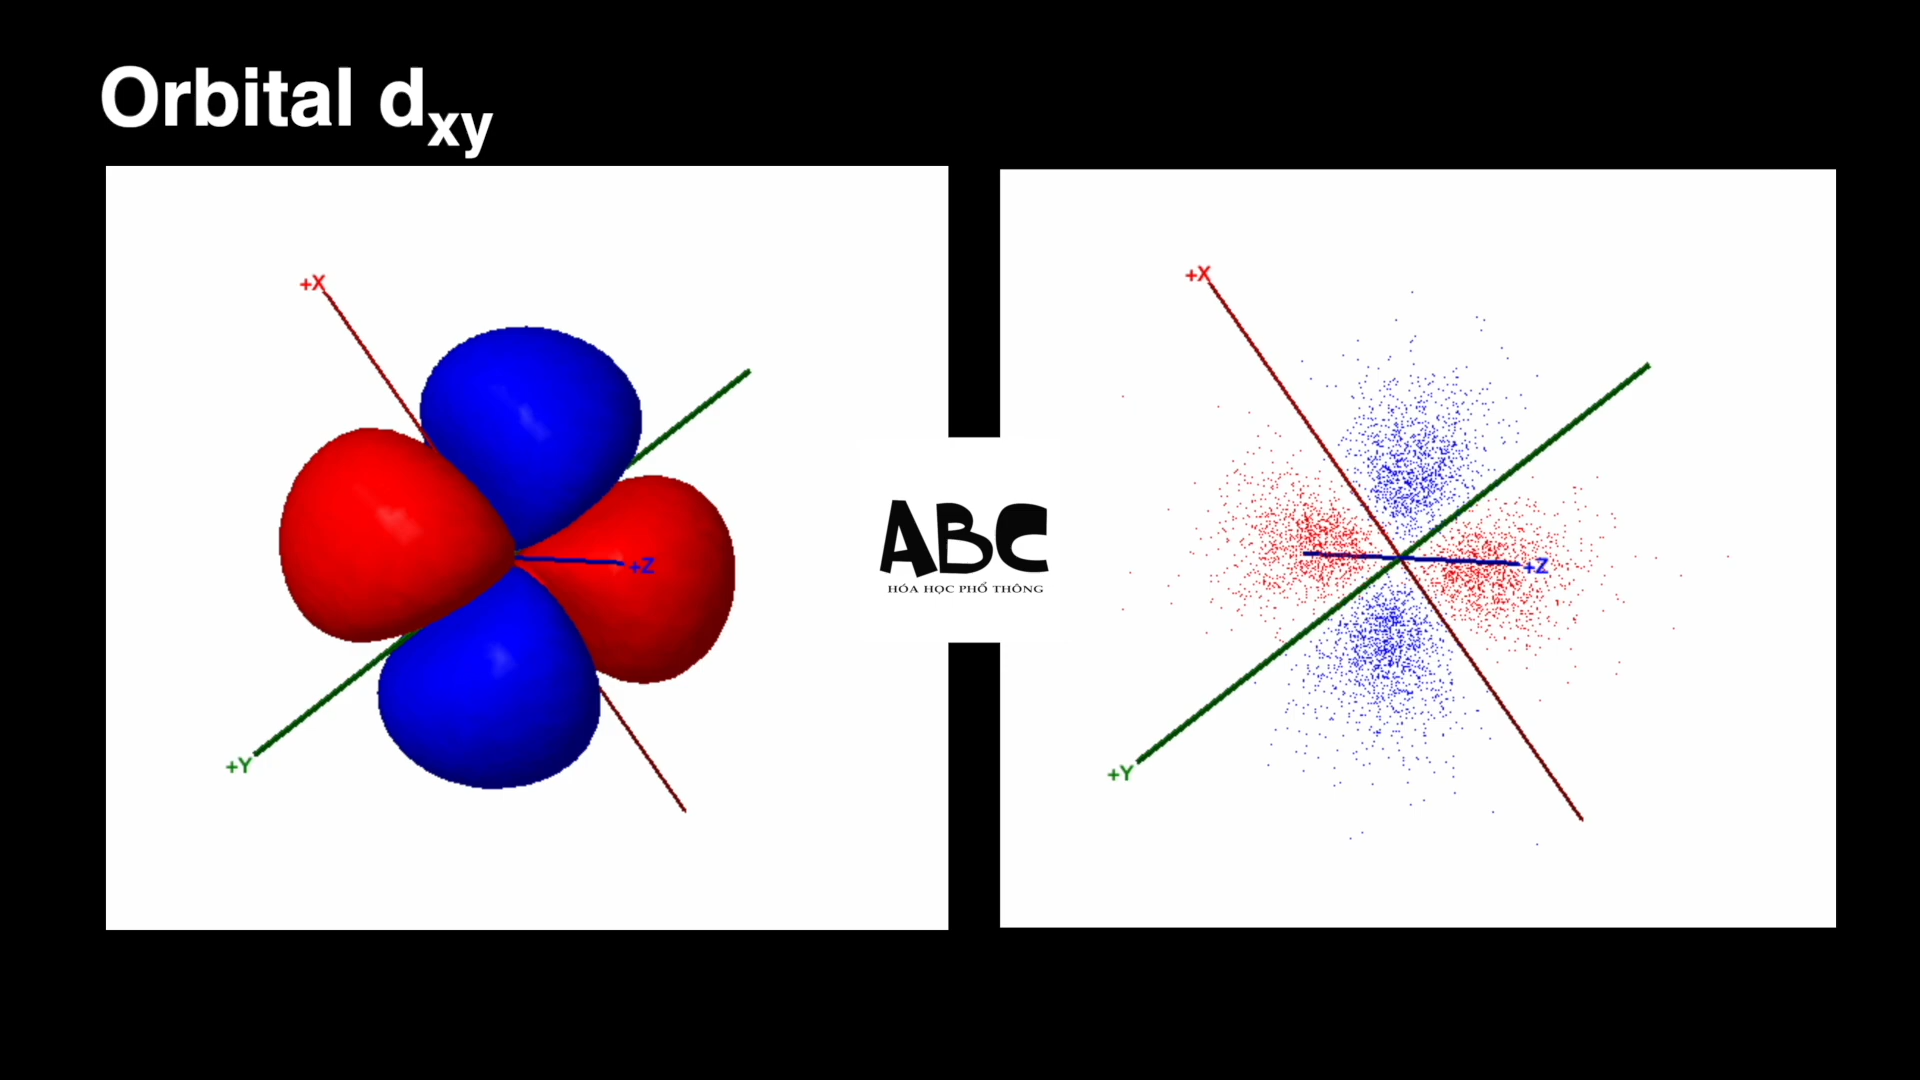 Orbital dxy
+X
+Z
+Y
ABC
HÓA HỌC PHỔ THÔNG
+X
+Z
+Y